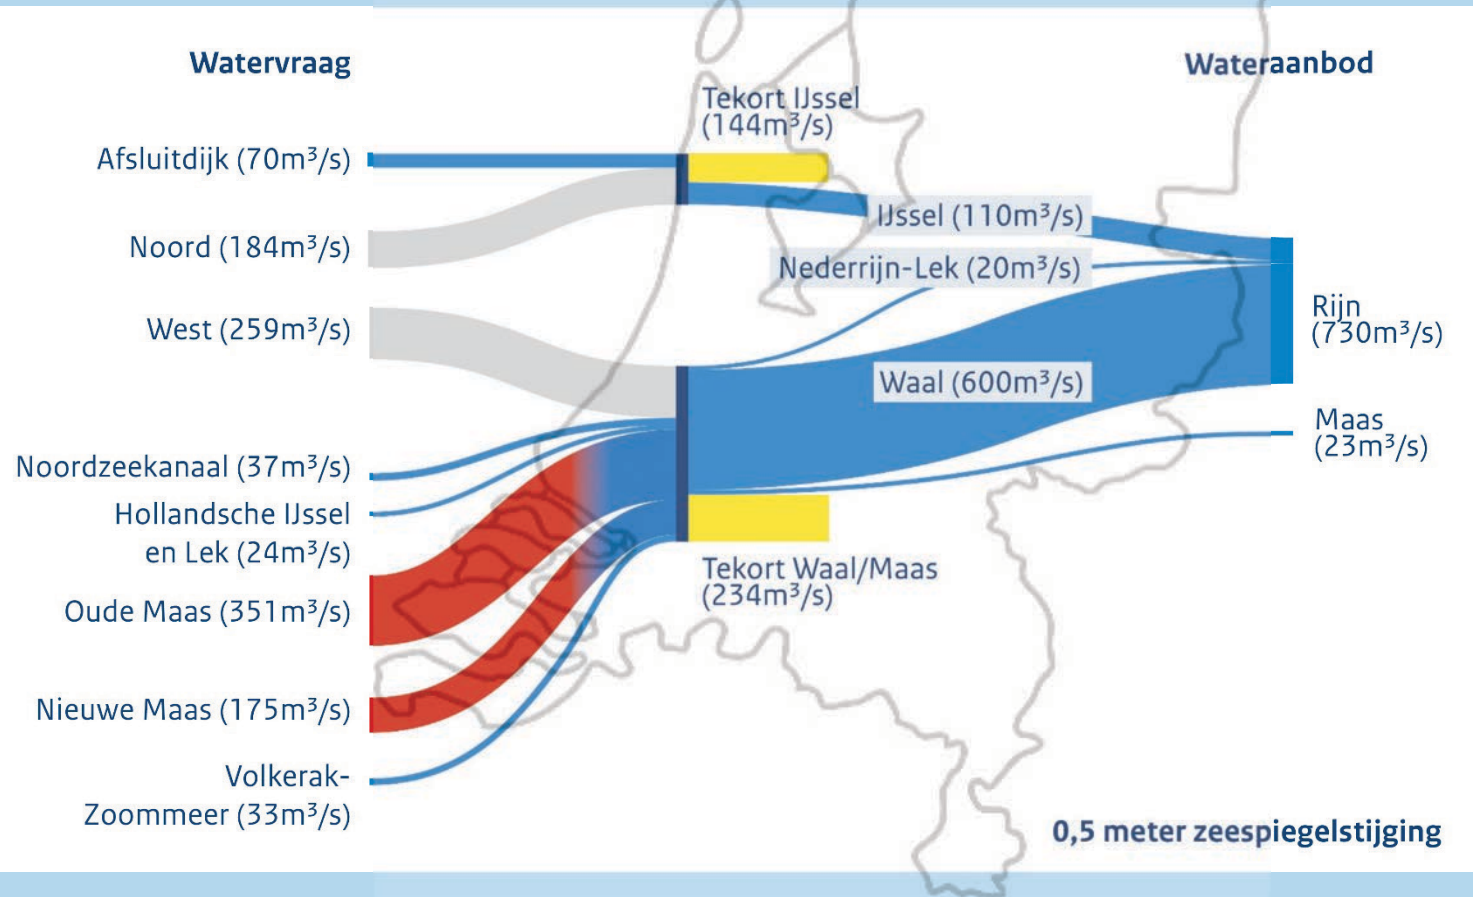 Watervraag
Wateraanbod
Tekort IJssel
(144m³/s)
Afsluitdijk (70m³/s)
IJssel (110m³/s)
Noord (184m³/s)
Nederrijn-Lek (20m³/s)
West (259m³/s)
Rijn
(730m³/s)
Waal (600m³/s)
Maas
(23m³/s)
Noordzeekanaal (37m³/s)
Hollandsche IJssel
en Lek (24m³/s)
Tekort Waal/Maas
(234m³/s)
Oude Maas (351m³/s)
Nieuwe Maas (175m³/s)
Volkerak-
Zoommeer (33m³/s)
0,5 meter zeespiegelstijging